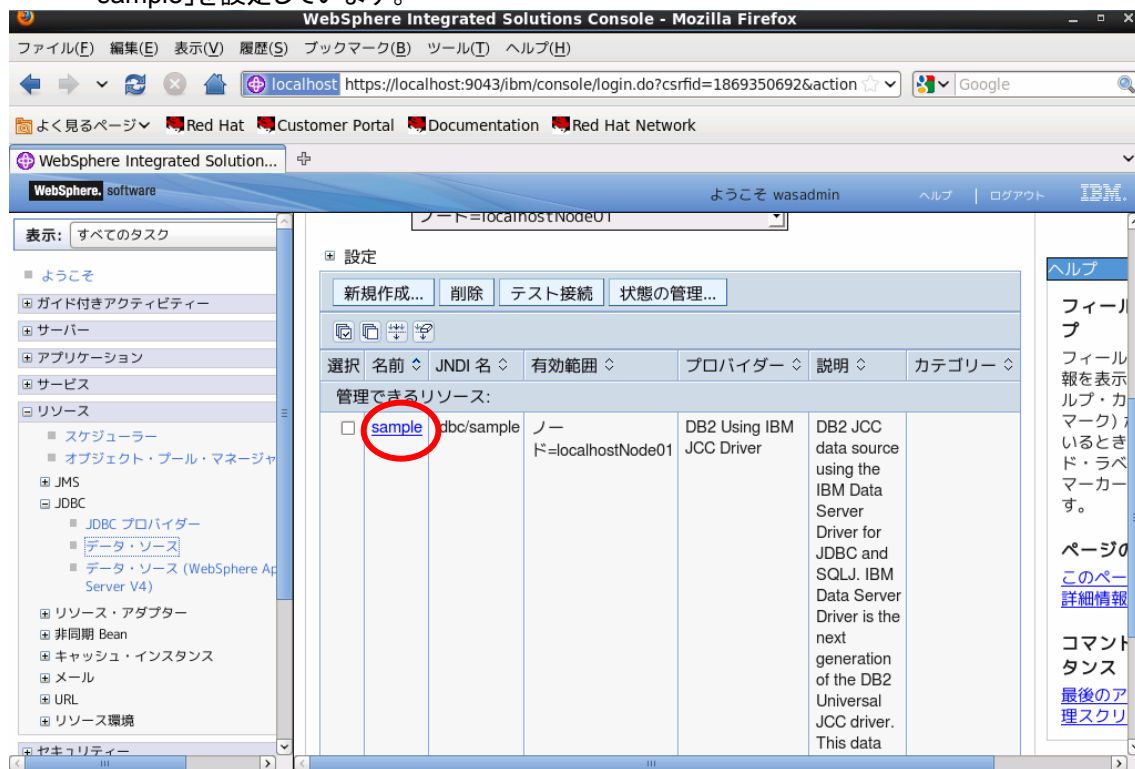 sample」を設定しています。
WebSphere Integrated Solutions Console - Mozilla Firefox
ファイル(F) 編集(E) 表示(V) 履歴(S) ブックマーク(B) ツール(T) ヘルプ(H)
localhost https://localhost:9043/ibm/console/login.do?csrfid=1869350692&action
Google
よく見るページ Red Hat Customer Portal Documentation Red Hat Network
WebSphere Integrated Solution...
WebSphere. software
ようこそ wasadmin
ヘルプ | ログアウト
IBM.
表示: すべてのタスク
ようこそ
ガイド付きアクティビティー
サーバー
アプリケーション
サービス
リソース
スケジューラー
オブジェクト・プール・マネージャ
JMS
JDBC
JDBC プロバイダー
データ・ソース
データ・ソース (WebSphere Ap
Server V4)
リソース・アダプター
非同期 Bean
キャッシュ・インスタンス
メール
URL
リソース環境
セキュリティー
ノード=localhostNode01
設定
新規作成... 削除 テスト接続 状態の管理...
選択 名前 JNDI 名 有効範囲 プロバイダー 説明 カテゴリー
管理できるリソース:
sample
jdbc/sample
ノー
ド=localhostNode01
DB2 Using IBM
JCC Driver
DB2 JCC
data source
using the
IBM Data
Server
Driver for
JDBC and
SQLJ. IBM
Data Server
Driver is the
next
generation
of the DB2
Universal
JCC driver.
This data
ヘルプ
フィール
プ
フィール
報を表示
ルプ・カ
マーク)
いるとき
ド・ラベ
マーカー
す。
ページの
このペー
詳細情報
コマント
タンス
最後のア
理スクリ